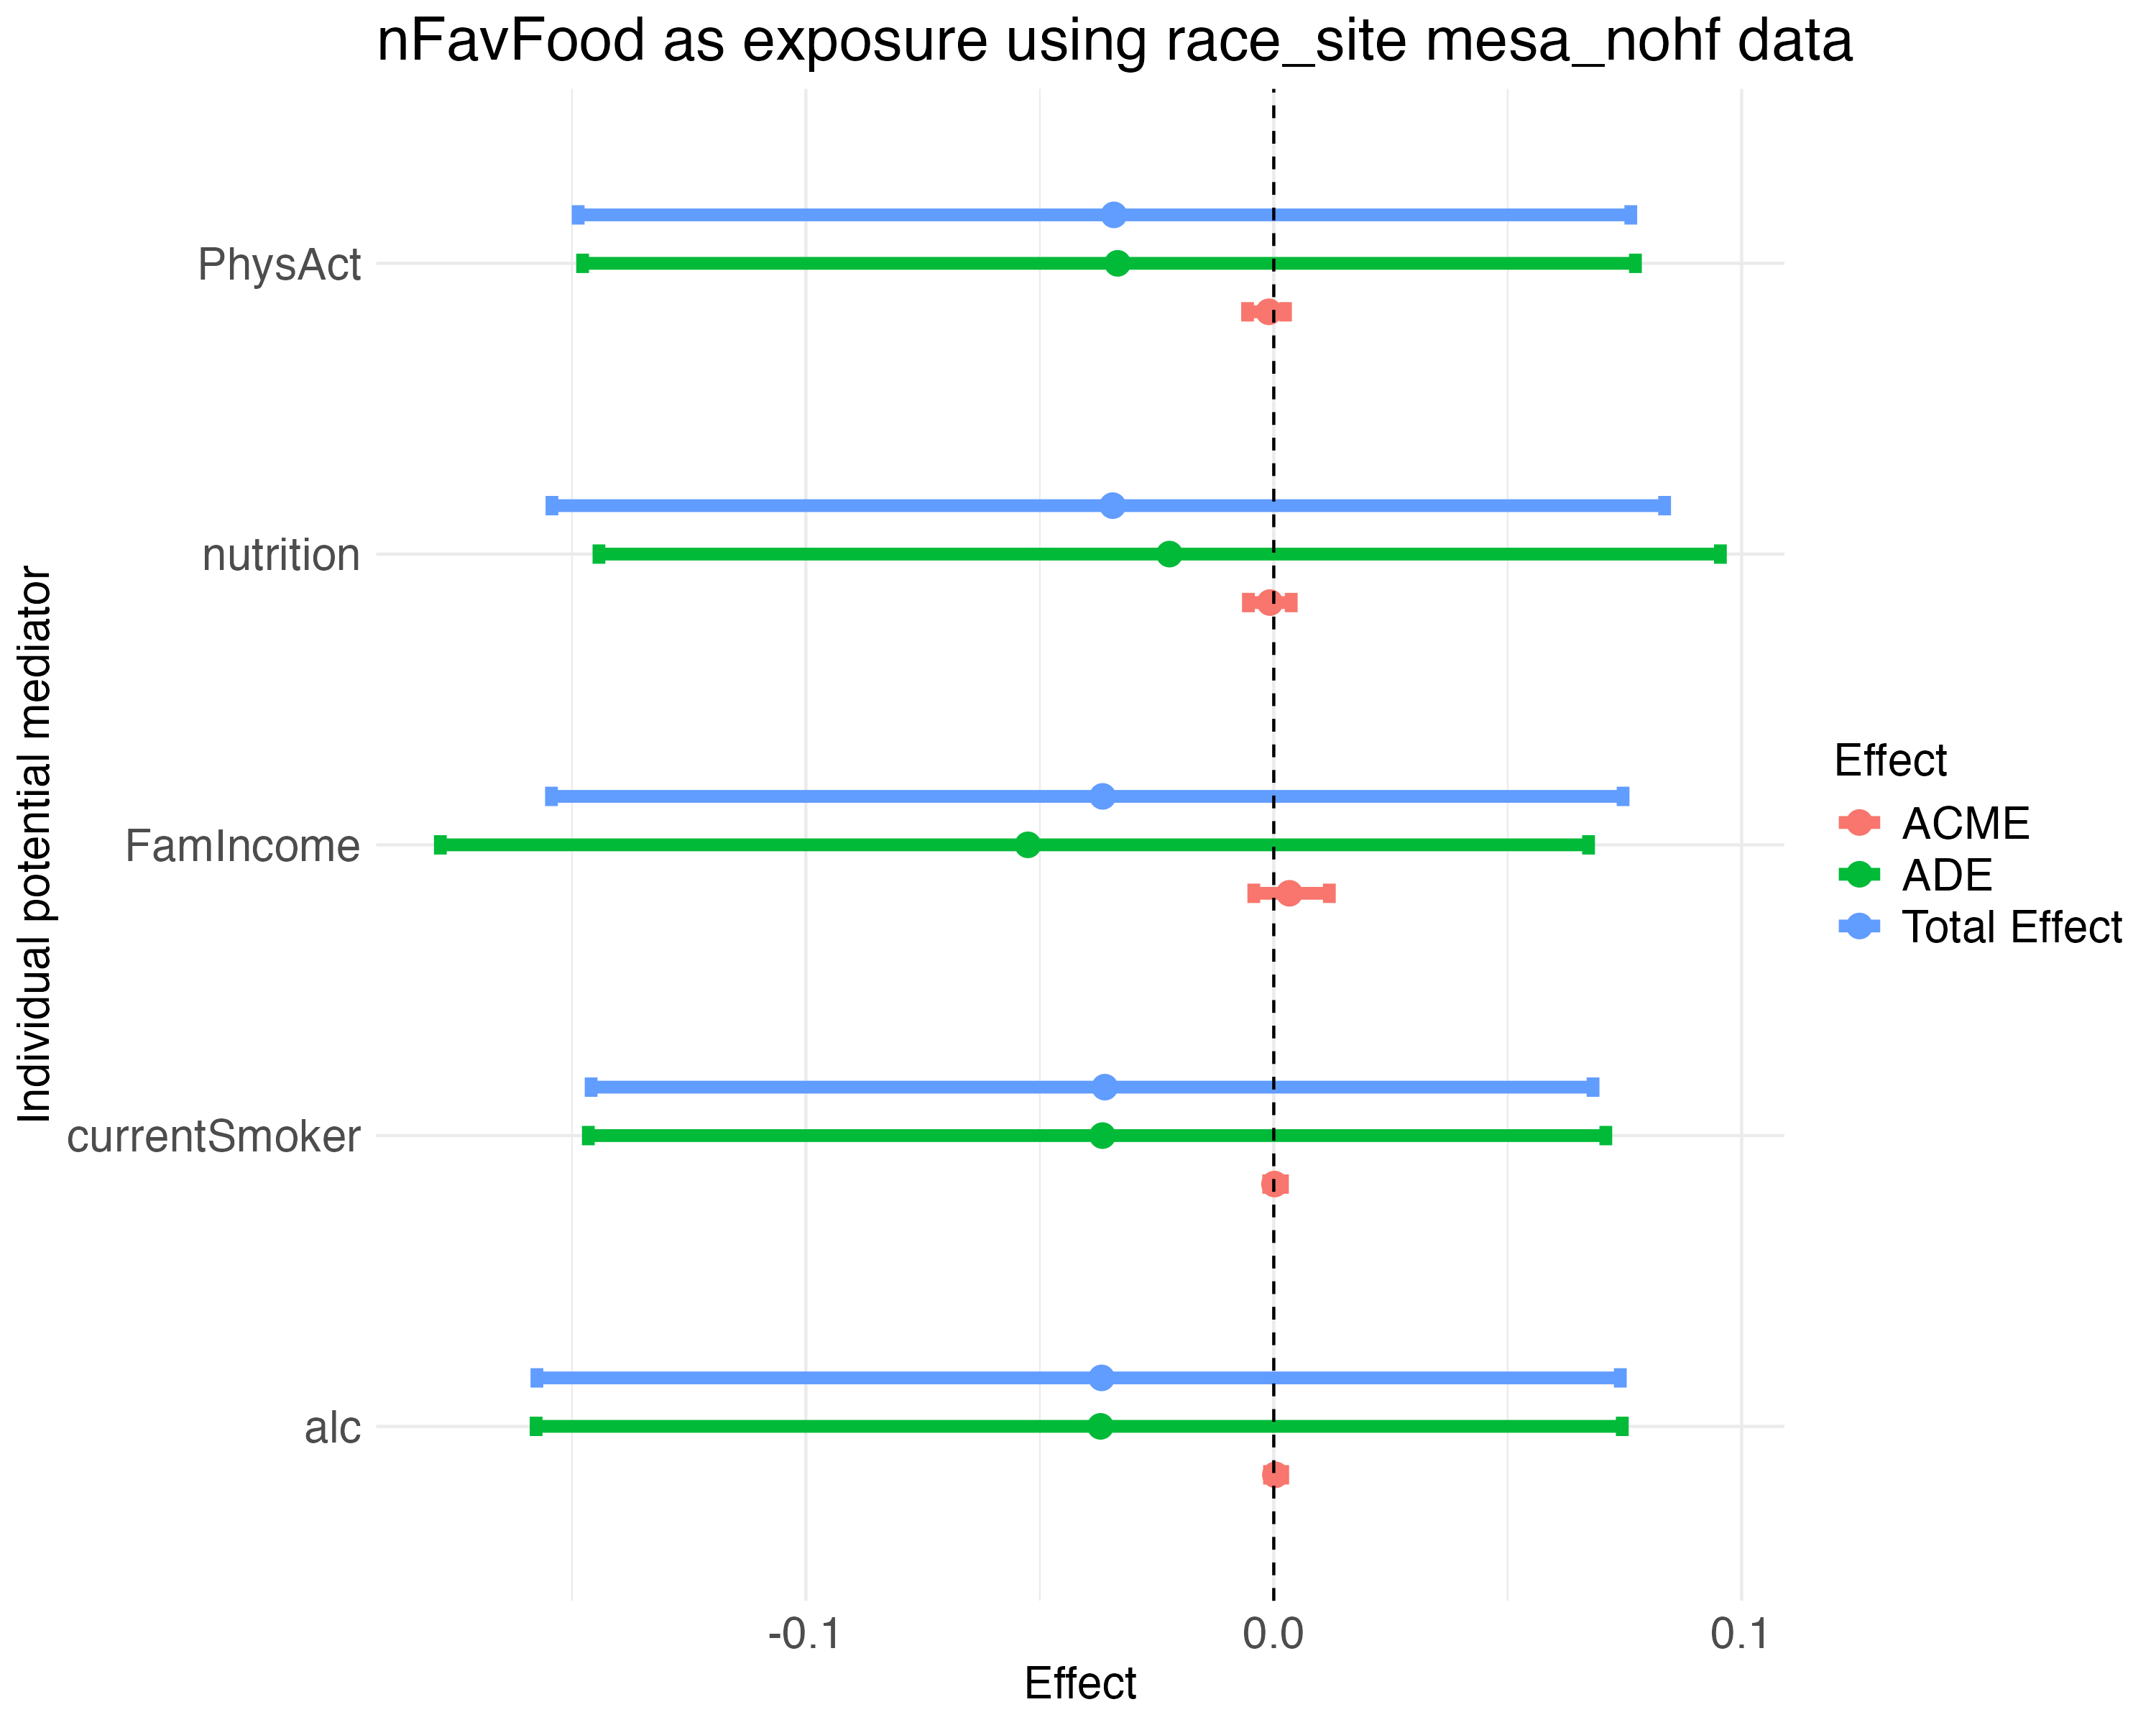 nFavFood as exposure using race_site mesa_nohf data
Individual potential mediator
PhysAct
nutrition
FamIncome
currentSmoker
alc
-0.1
0.0
0.1
Effect
Effect
ACME
ADE
Total Effect